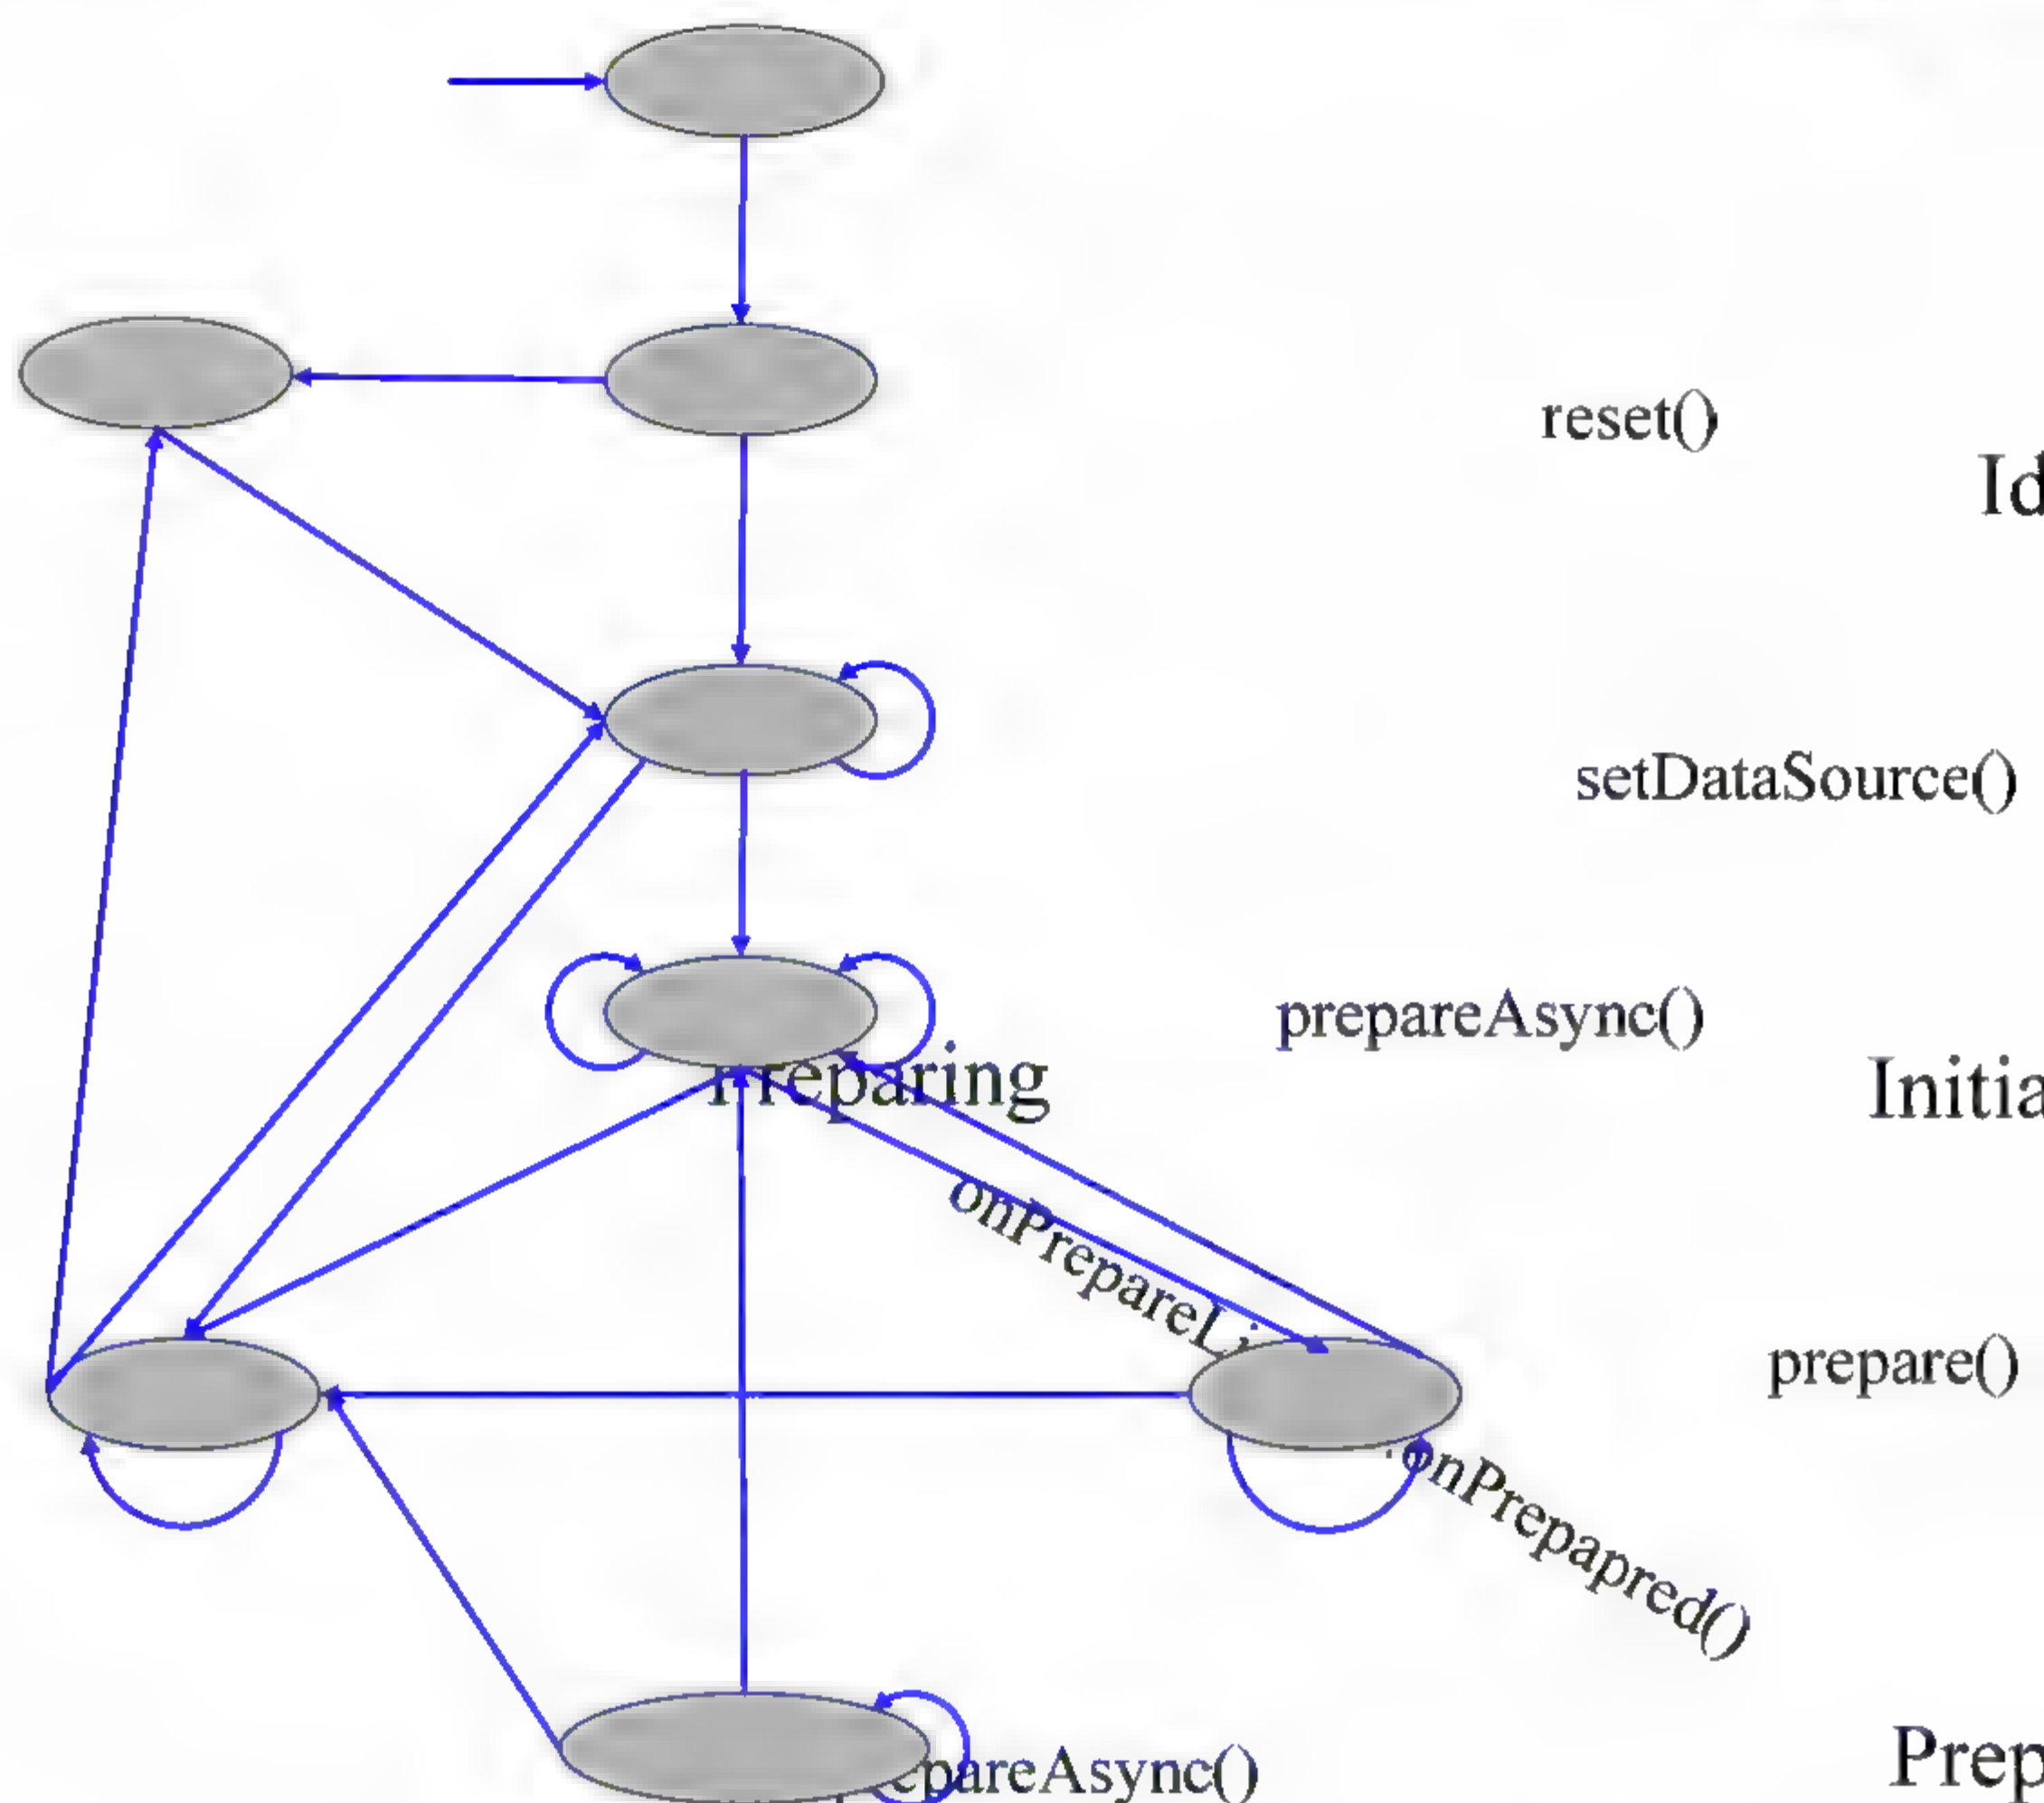 reset()
Id
setDataSource()
prepareAsync()
Preparing
Initia
onPrepareLi
prepare()
.onPrepapred()
Prep
epareAsync()